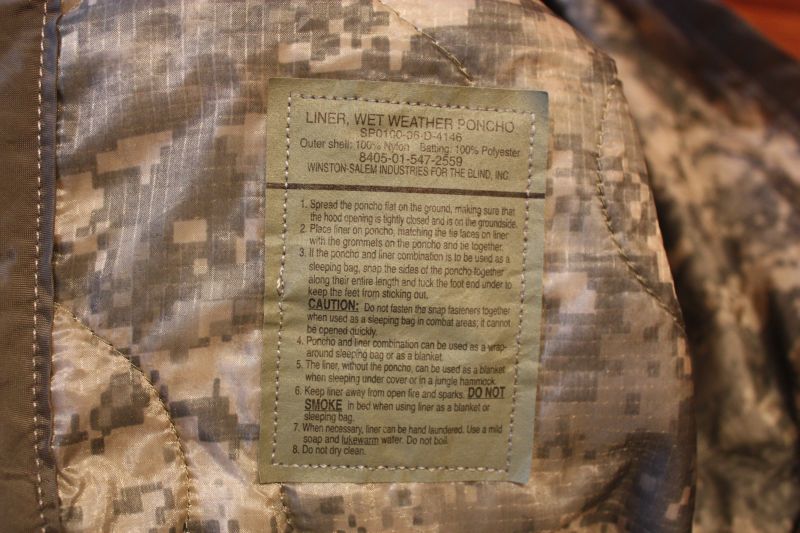 LINER, WET WEATHER PONCHO
SP0100-06-D-4146
Outer shell: 100% Nylon Batting: 100% Polyester
8405-01-547-2559
WINSTON-SALEM INDUSTRIES FOR THE BLIND, INC.
1. Spread the poncho flat on the ground, making sure that
the hood opening is tightly closed and is on the groundside.
2. Place liner on poncho, matching the tie faces on liner
with the grommets on the poncho and tie together.
3. If the poncho and liner combination is to be used as a
sleeping bag, snap the sides of the poncho together
along their entire length and tuck the foot end under to
keep the feet from sticking out.
CAUTION: Do not fasten the snap fasteners together
when used as a sleeping bag in combat areas; it cannot
be opened quickly.
4. Poncho and liner combination can be used as a wrap-
around sleeping bag or as a blanket.
5. The liner, without the poncho, can be used as a blanket
when sleeping under cover or in a jungle hammock.
6. Keep liner away from open fire and sparks. DO NOT
SMOKE in bed when using liner as a blanket or
sleeping bag.
7. When necessary, liner can be hand laundered. Use a mild
soap and lukewarm water. Do not boil.
8. Do not dry clean.